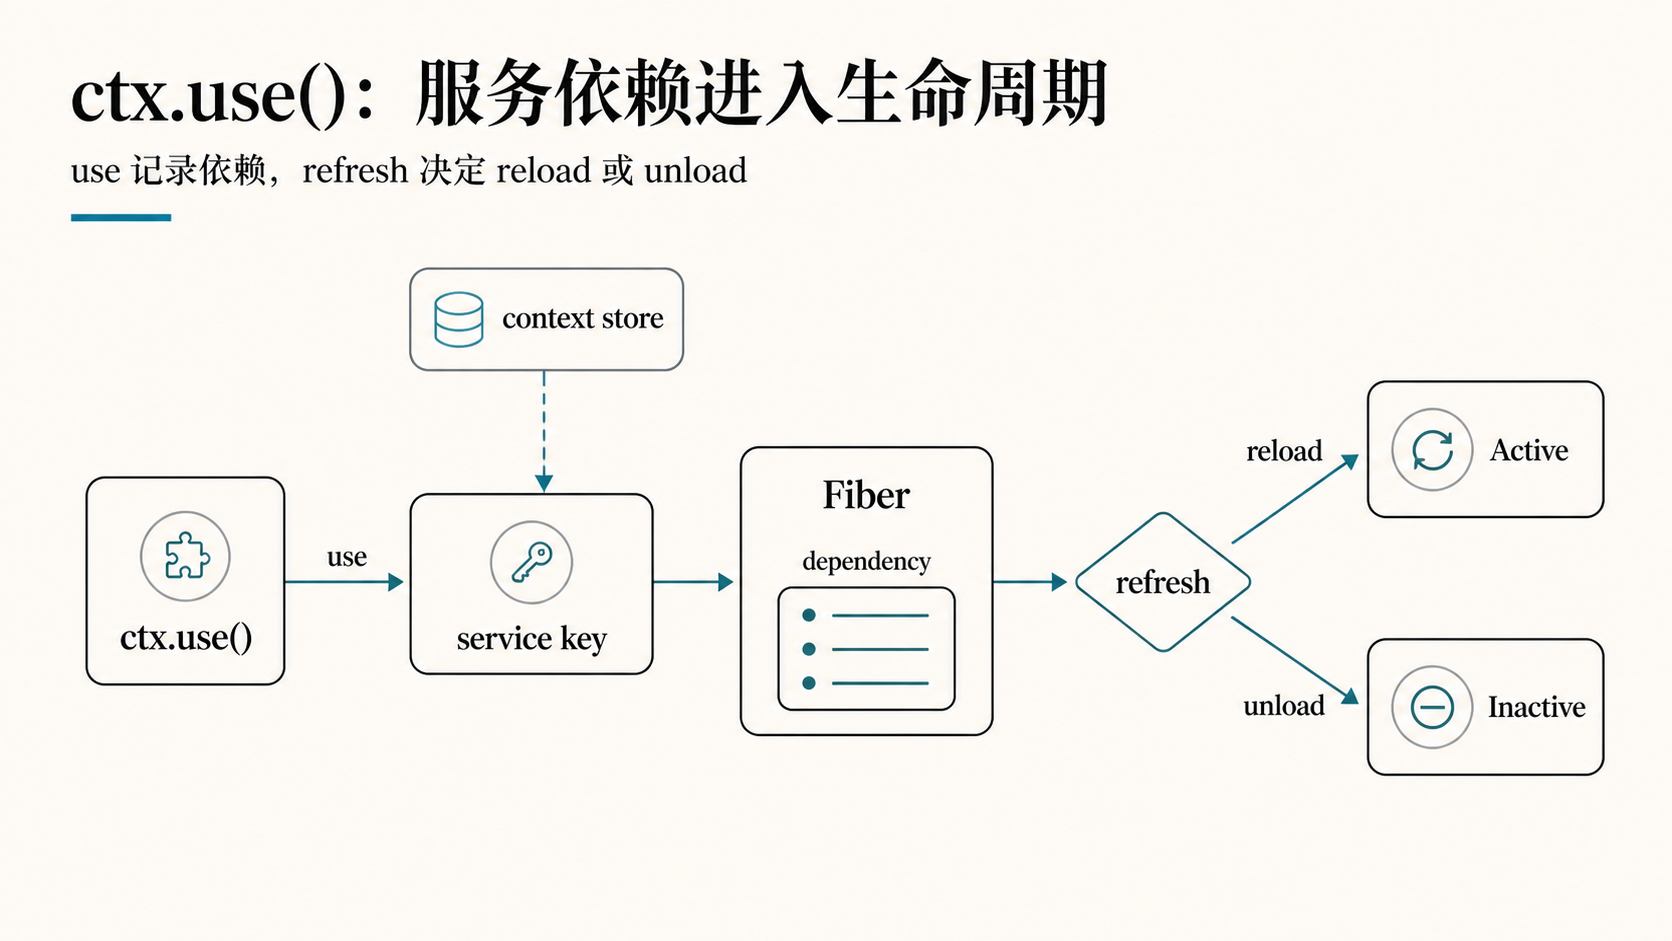 ctx.use()：服务依赖进入生命周期
use 记录依赖，refresh 决定 reload 或 unload
context store
ctx.use()
use
service key
Fiber
dependency
refresh
reload
Active
unload
Inactive